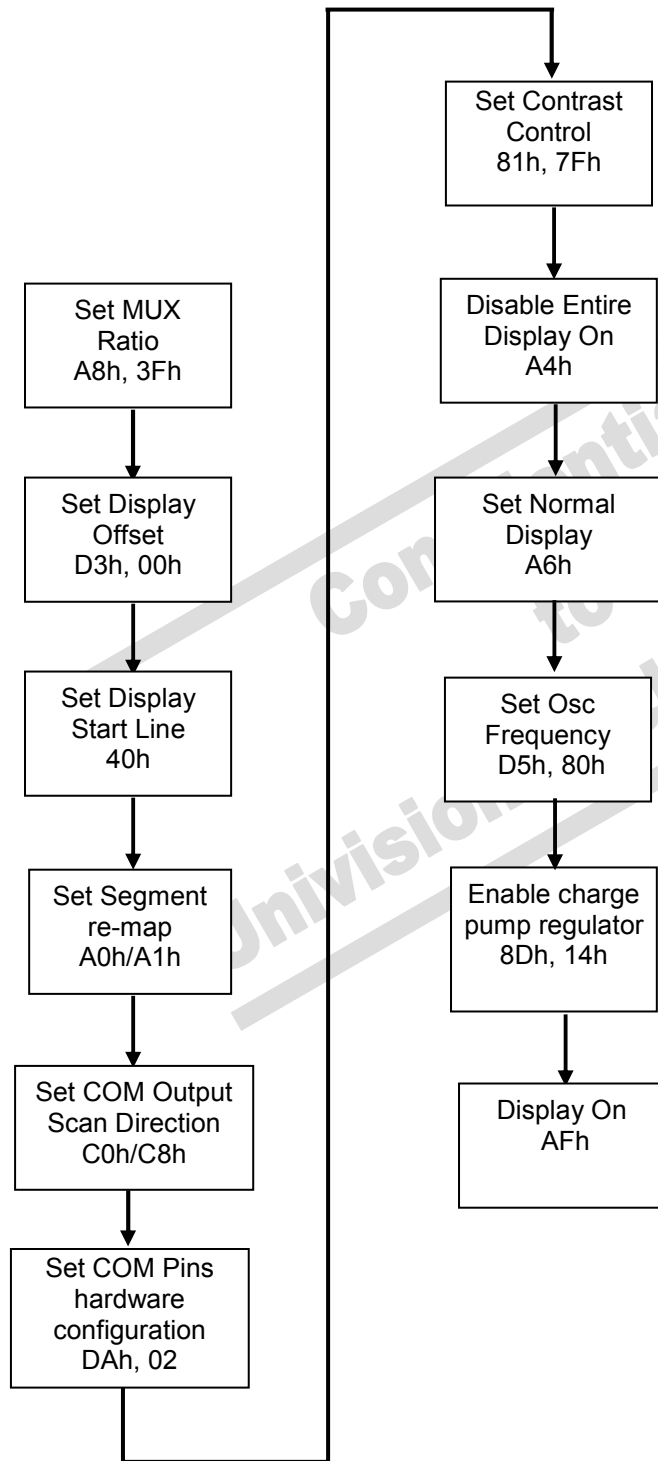 Set MUX
Ratio
A8h, 3Fh
Set Display
Offset
D3h, 00h
Set Display
Start Line
40h
Set Segment
re-map
A0h/A1h
Set COM Output
Scan Direction
C0h/C8h
Set COM Pins
hardware
configuration
DAh, 02
Set Contrast
Control
81h, 7Fh
Disable Entire
Display On
A4h
Set Normal
Display
A6h
Set Osc
Frequency
D5h, 80h
Enable charge
pump regulator
8Dh, 14h
Display On
AFh
to
Univision